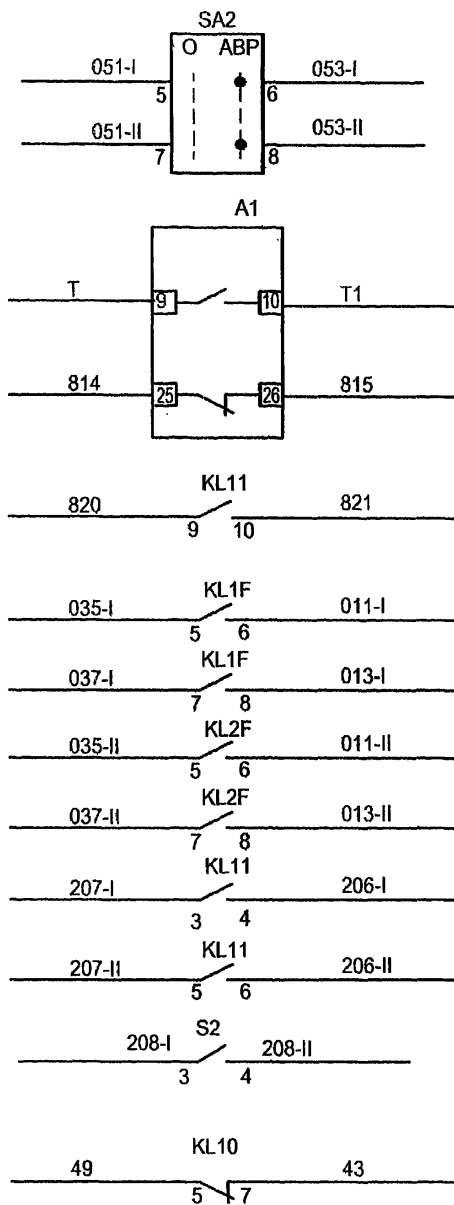 SA2
O АВР
051-I 053-I
5 6
051-II 053-II
7 8
A1
T 9 10 T1
814 25 26 815
KL11
820 821
9 10
KL1F
035-I 011-I
5 6
KL1F
037-I 013-I
7 8
KL2F
035-II 011-II
5 6
KL2F
037-II 013-II
7 8
KL11
207-I 206-I
3 4
KL11
207-II 206-II
5 6
S2
208-I 208-II
3 4
KL10
49 43
5 7